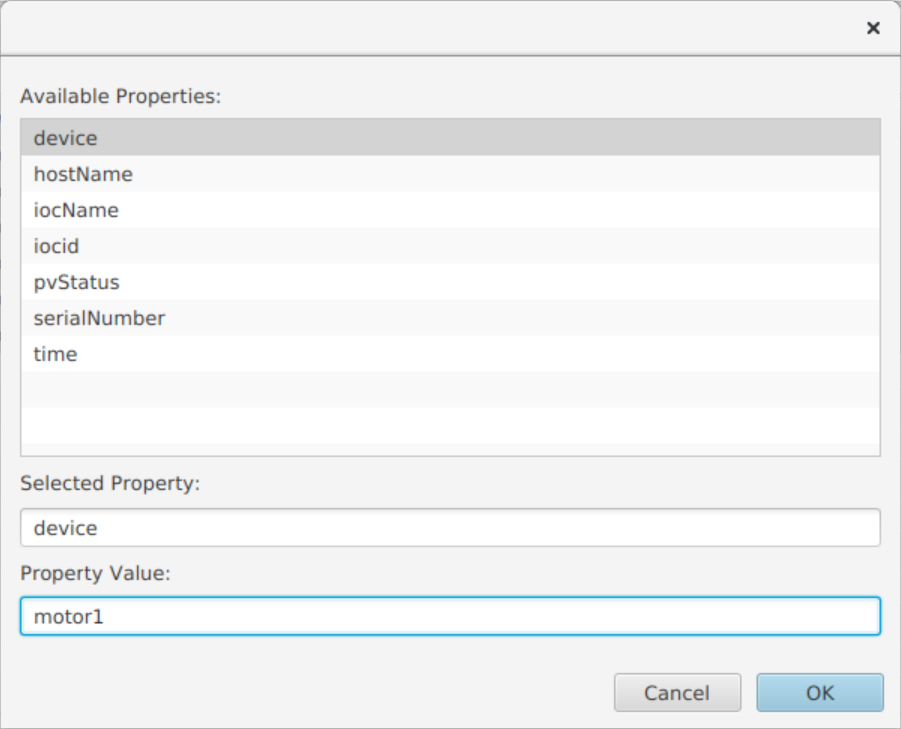 Available Properties:
device
hostName
iocName
iocid
pvStatus
serialNumber
time
Selected Property:
device
Property Value:
motor1
Cancel OK